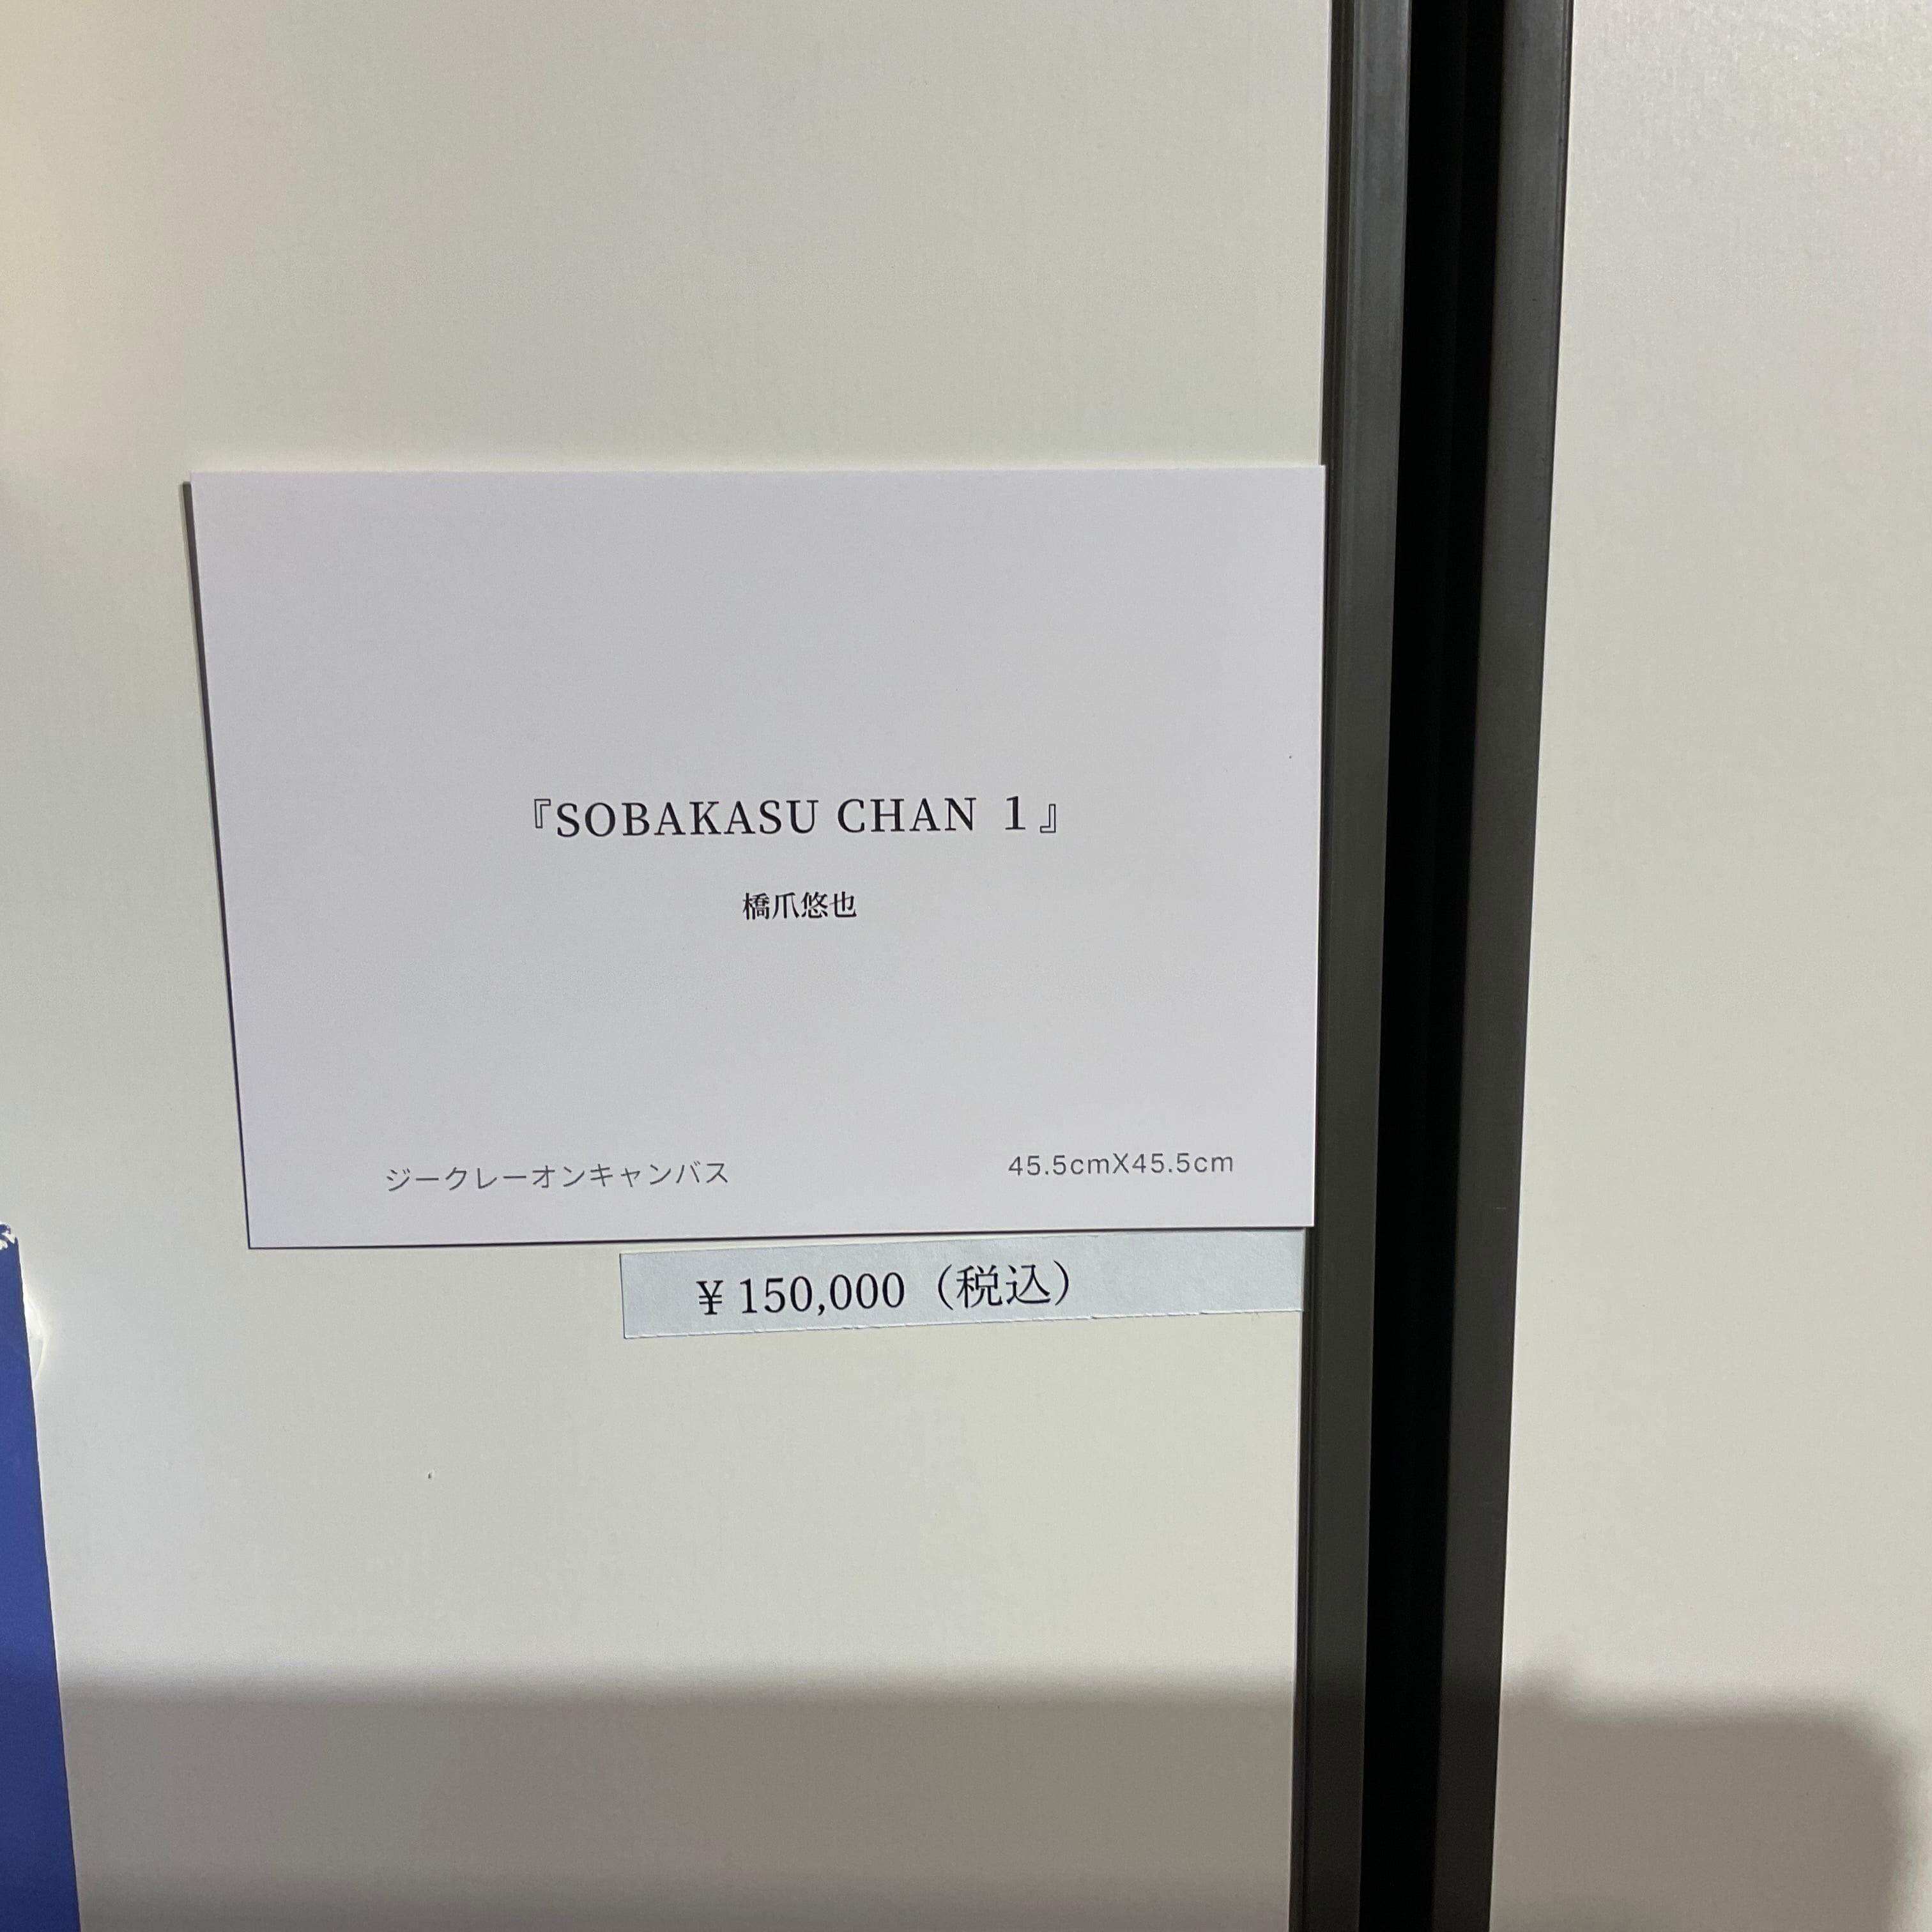 『SOBAKASU CHAN １』
橋爪悠也
ジークレーオンキャンバス
45.5cmX45.5cm
￥150,000（税込）